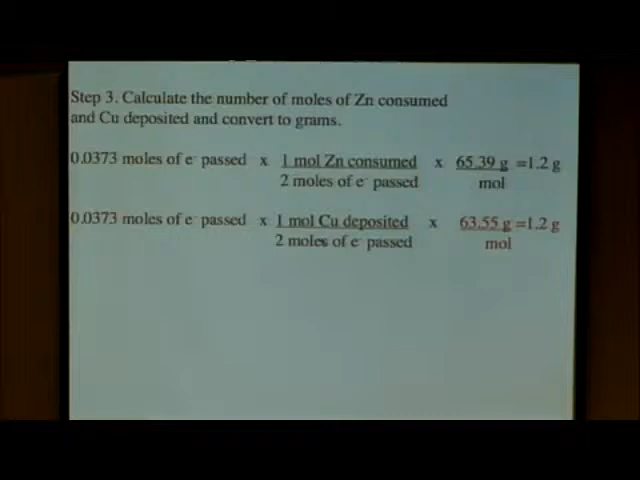 Step 3. Calculate the number of moles of Zn consumed
and Cu deposited and convert to grams.
0.0373 moles of e⁻ passed x 1 mol Zn consumed x 65.39 g =1.2 g
2 moles of e⁻ passed mol
0.0373 moles of e⁻ passed x 1 mol Cu deposited x 63.55 g =1.2 g
2 moles of e⁻ passed mol